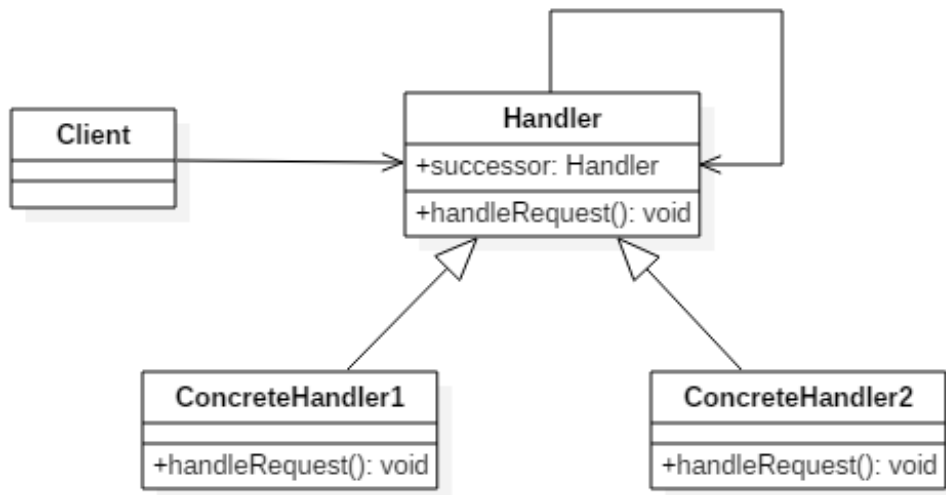 Handler
Client
+successor: Handler
+handleRequest(): void
ConcreteHandler1
ConcreteHandler2
+handleRequest(): void
+handleRequest(): void